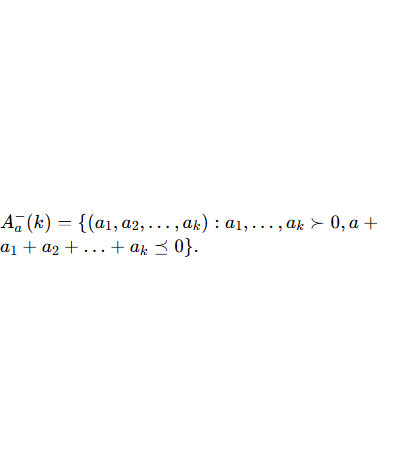 A_a^-(k) = {(a_1, a_2, …, a_k) : a_1, …, a_k ≻ 0, a +
a_1 + a_2 + … + a_k ⪯ 0}.